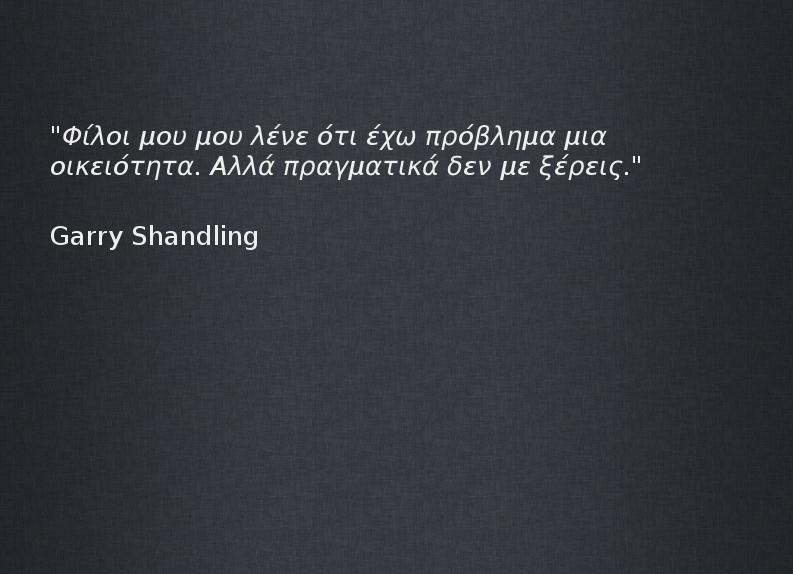 "Φίλοι μου μου λένε ότι έχω πρόβλημα μια
οικειότητα. Αλλά πραγματικά δεν με ξέρεις."
Garry Shandling